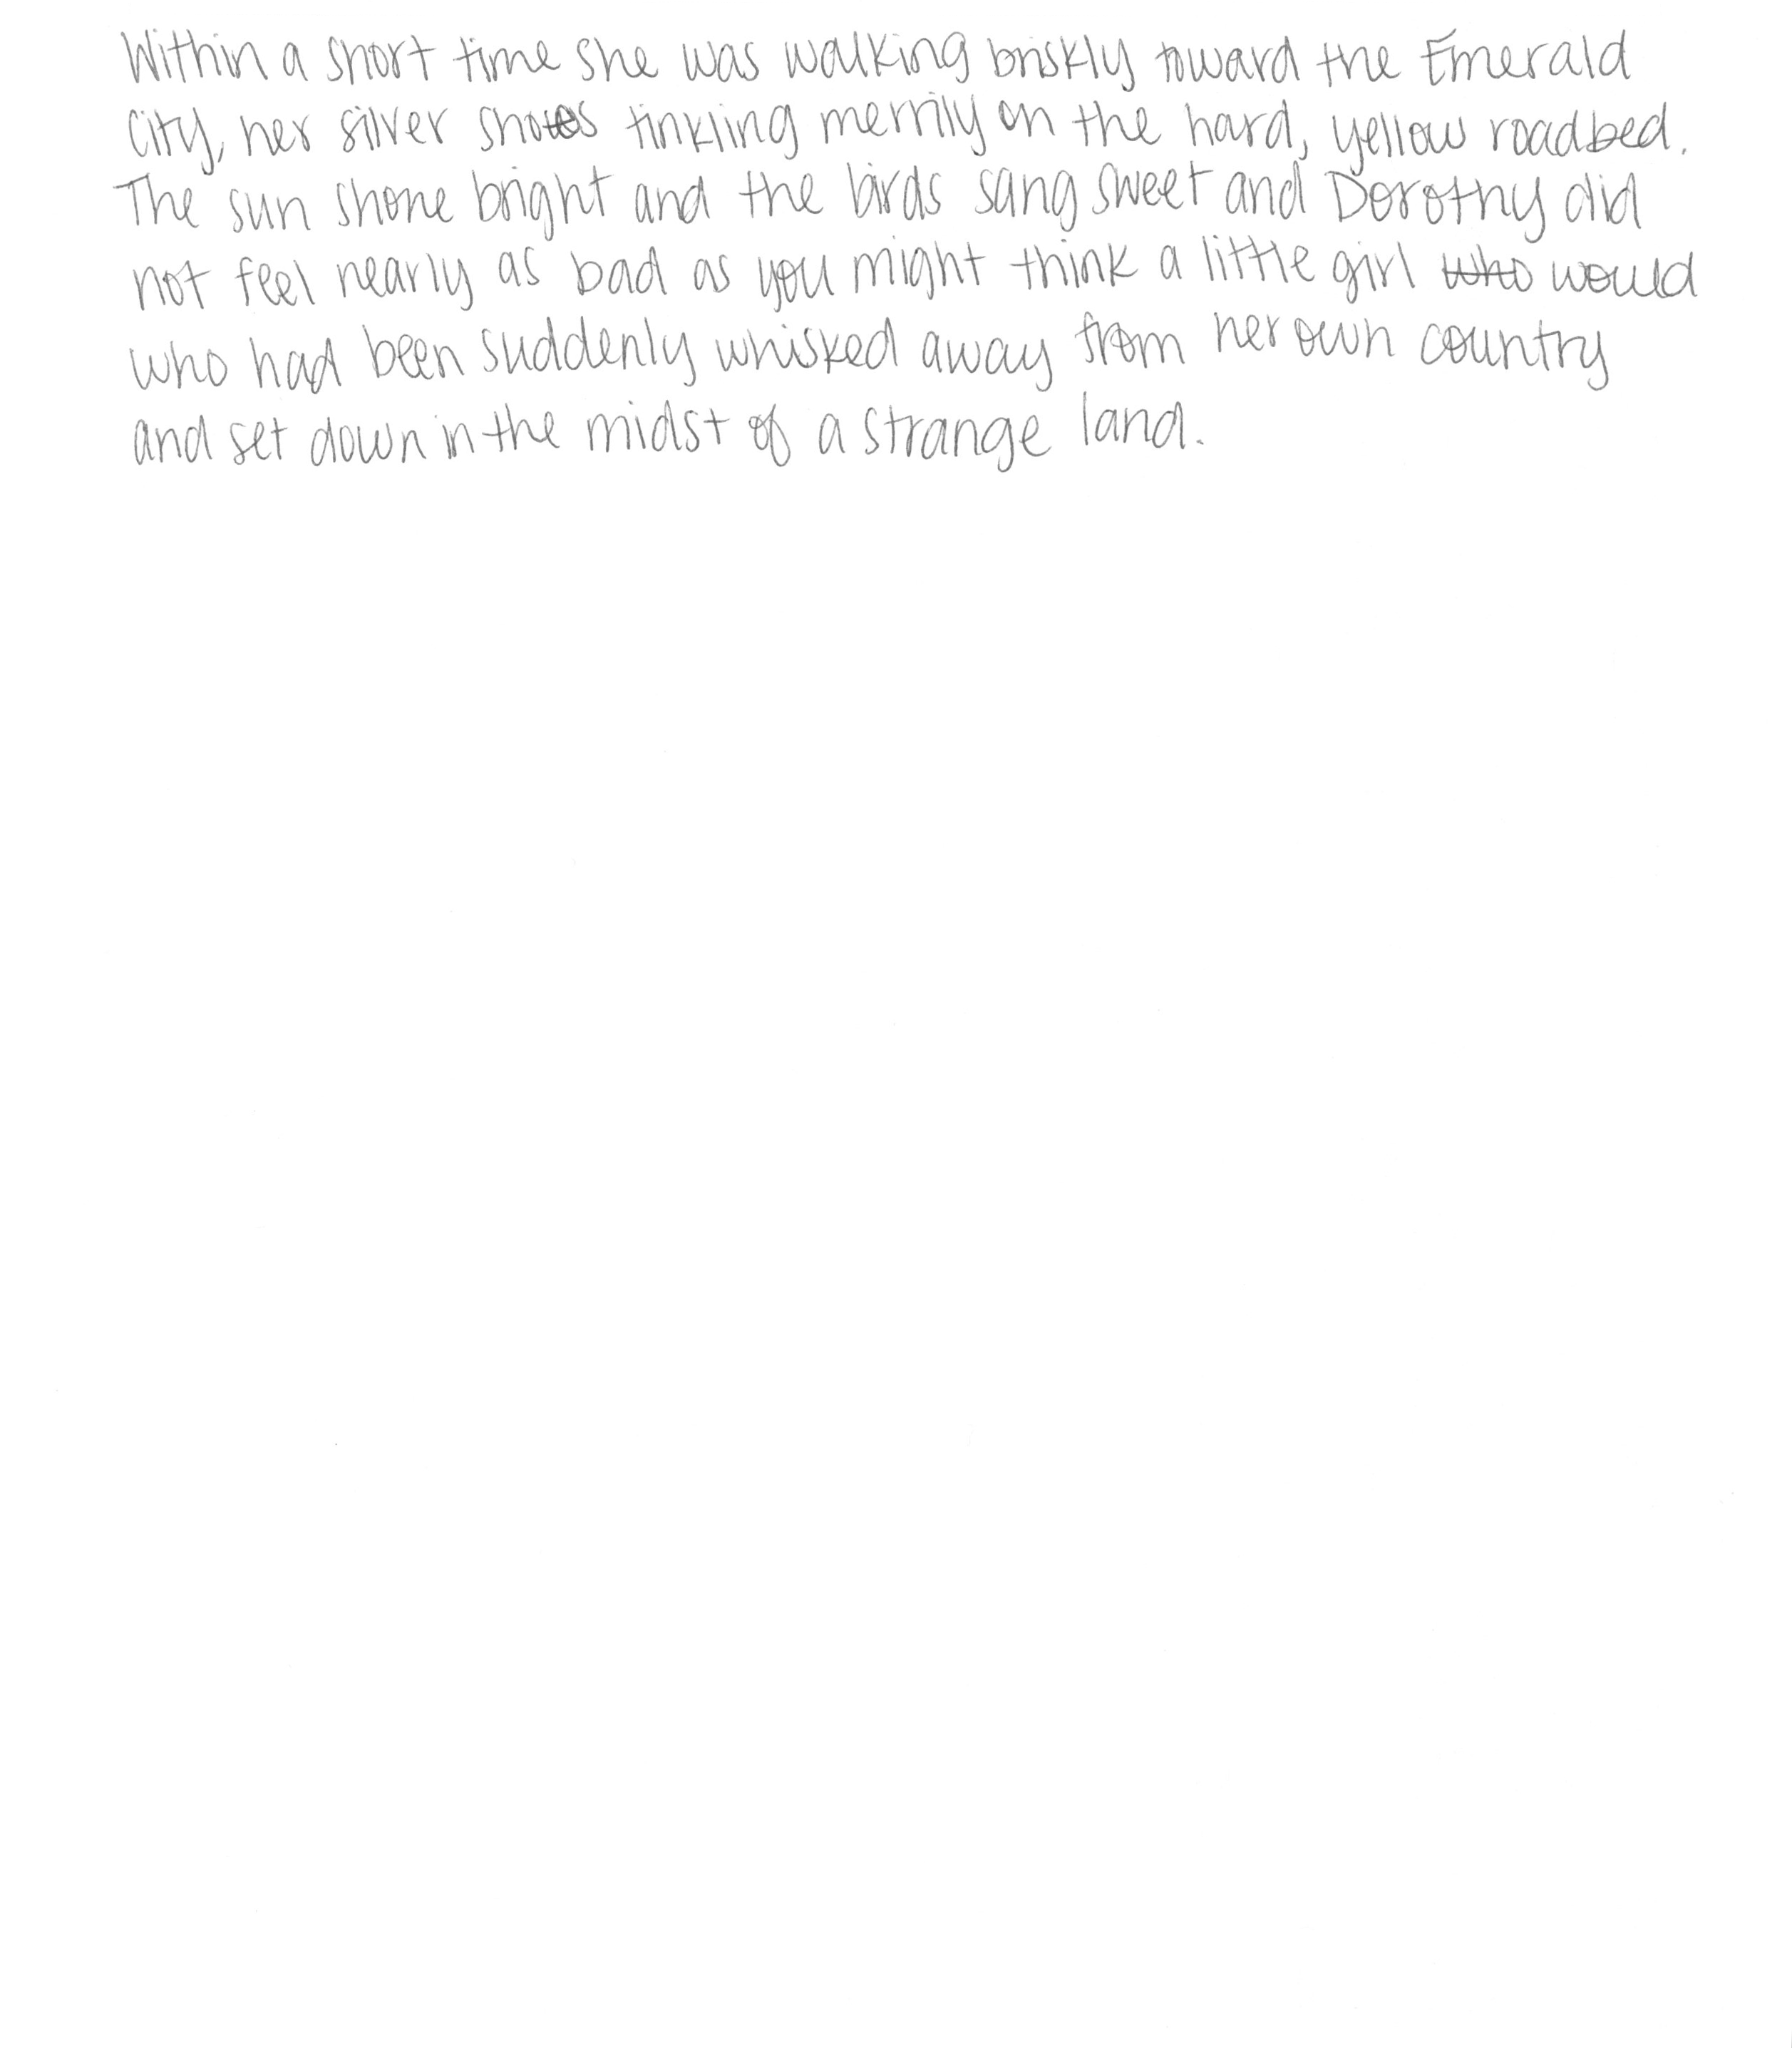 Within a short time she was walking briskly toward the Emerald
City, her silver shoes tinkling merrily on the hard, yellow roadbed.
The sun shone bright and the birds sang sweet and Dorothy did
not feel nearly as bad as you might think a little girl who would
who had been suddenly whisked away from her own country
and set down in the midst of a strange land.